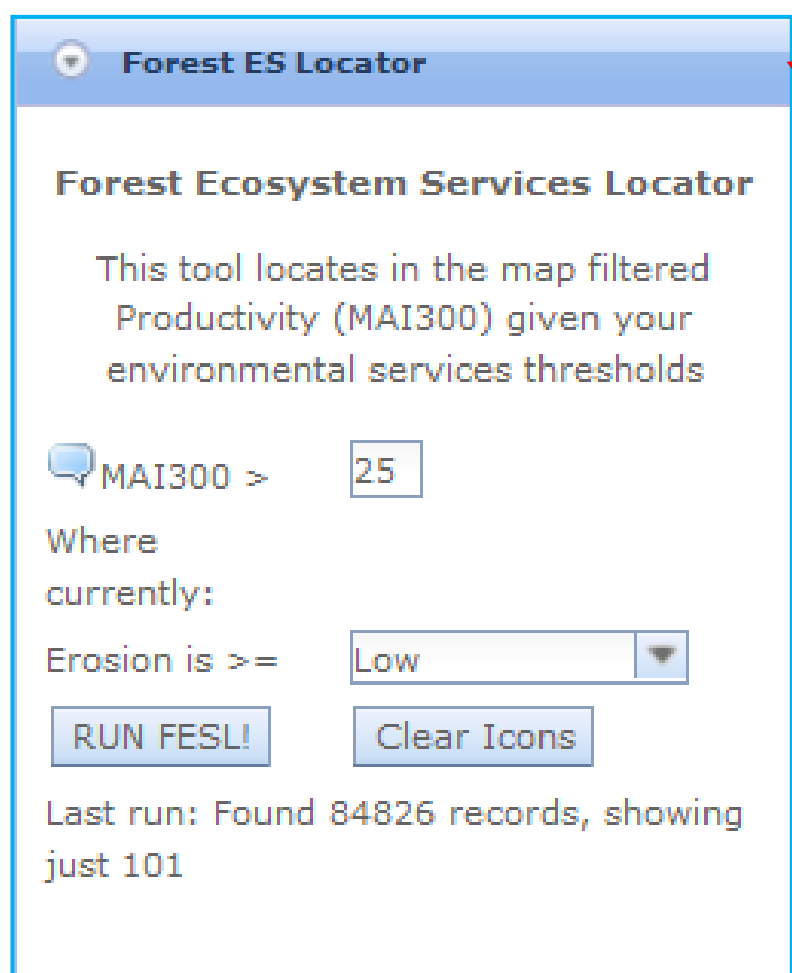 Forest ES Locator
Forest Ecosystem Services Locator
This tool locates in the map filtered
Productivity (MAI300) given your
environmental services thresholds
MAI300 > 25
Where
currently:
Erosion is >= Low
RUN FESL! Clear Icons
Last run: Found 84826 records, showing
just 101